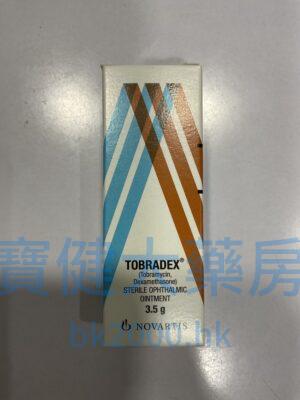 TOBRADEX®
(Tobramycin,
Dexamethasone)
STERILE OPHTHALMIC
OINTMENT
3.5 g
NOVARTIS
寶健大藥房
bk2000.hk